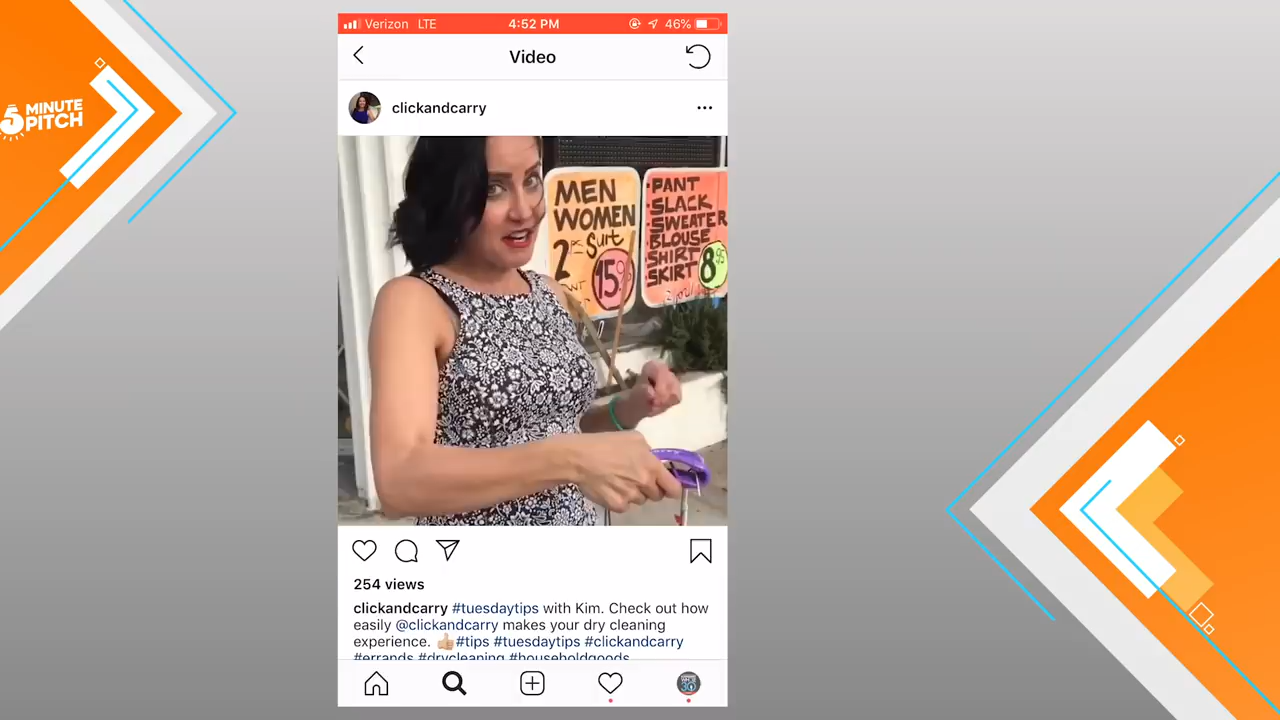 5 MINUTE
PITCH
Verizon LTE
4:52 PM
46%
Video
clickandcarry
MEN
WOMEN
2 PC Suit
15
PANT
SLACK
SWEATER
BLOUSE
SHIRT
SKIRT
8 95
254 views
clickandcarry #tuesdaytips with Kim. Check out how
easily @clickandcarry makes your dry cleaning
experience. 👍🏼#tips #tuesdaytips #clickandcarry
#errands #drycleaning #householdgoods